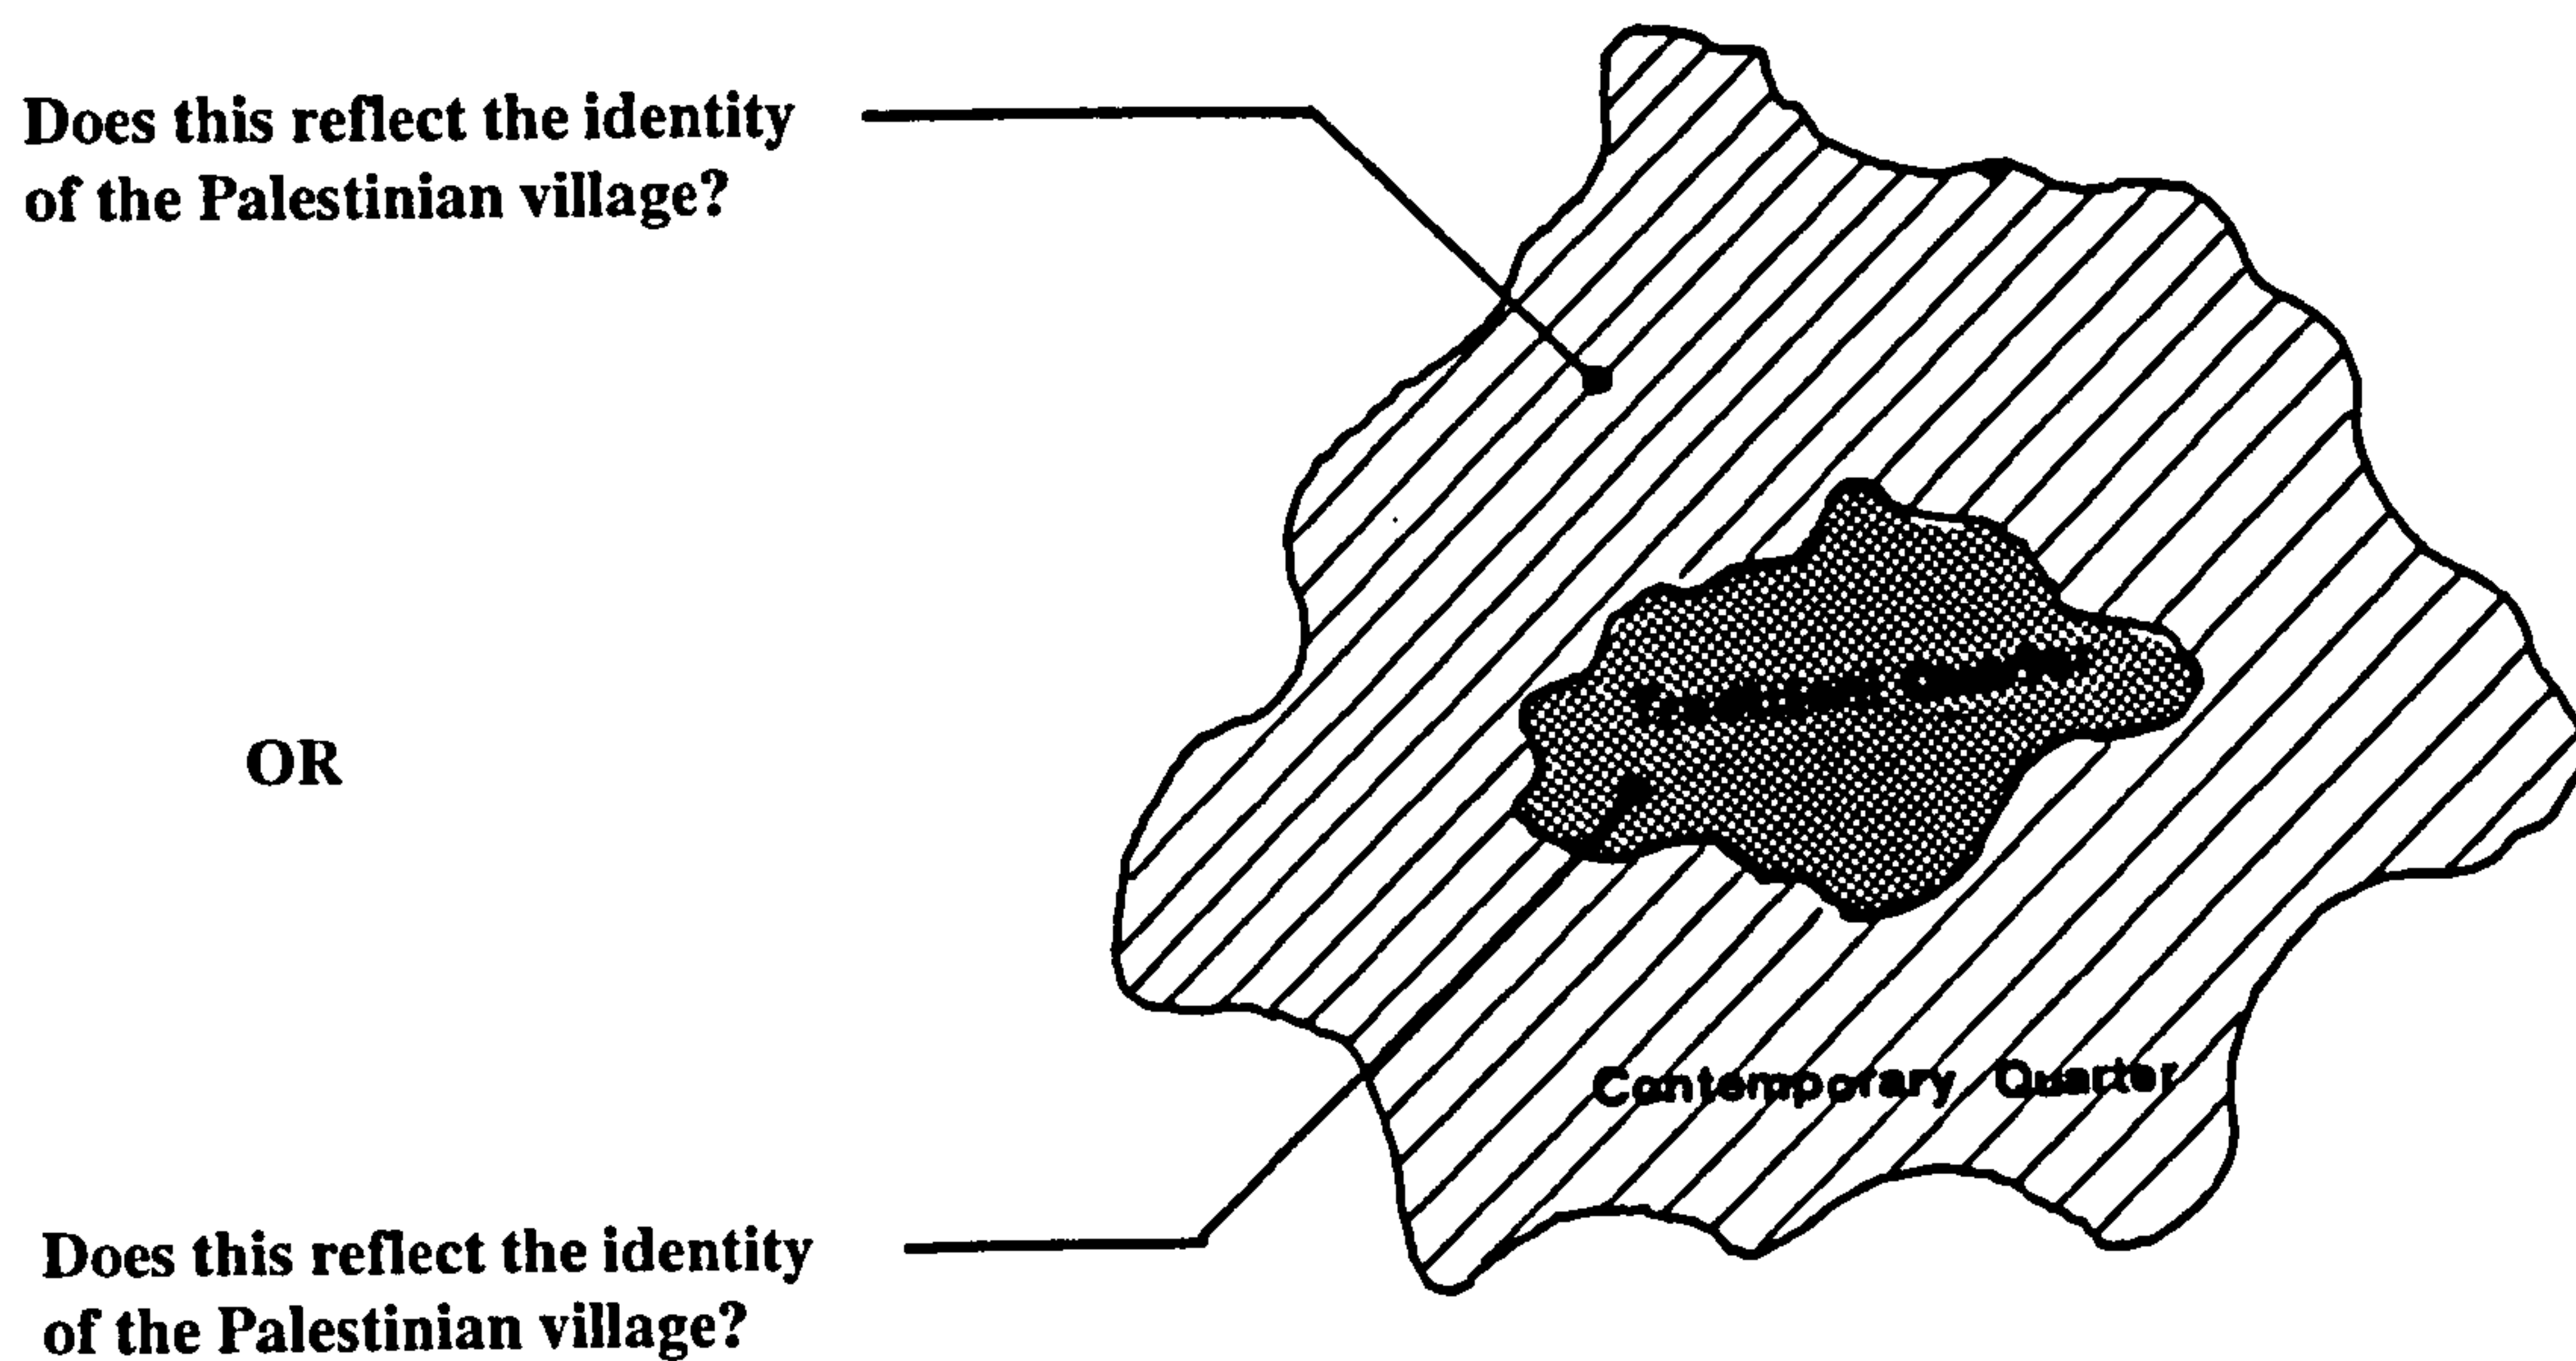 Does this reflect the identity
of the Palestinian village?
OR
Contemporary Quarter
Does this reflect the identity
of the Palestinian village?